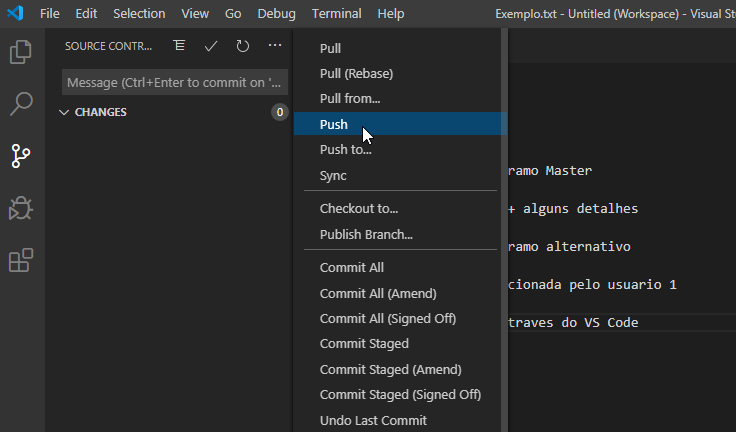 File Edit Selection View Go Debug Terminal Help Exemplo.txt - Untitled (Workspace) - Visual Stu
SOURCE CONTR...
Message (Ctrl+Enter to commit on '...
CHANGES 0
Pull
Pull (Rebase)
Pull from...
Push
Push to...
Sync
Checkout to...
Publish Branch...
Commit All
Commit All (Amend)
Commit All (Signed Off)
Commit Staged
Commit Staged (Amend)
Commit Staged (Signed Off)
Undo Last Commit
ramo Master
+ alguns detalhes
ramo alternativo
cionada pelo usuario 1
traves do VS Code